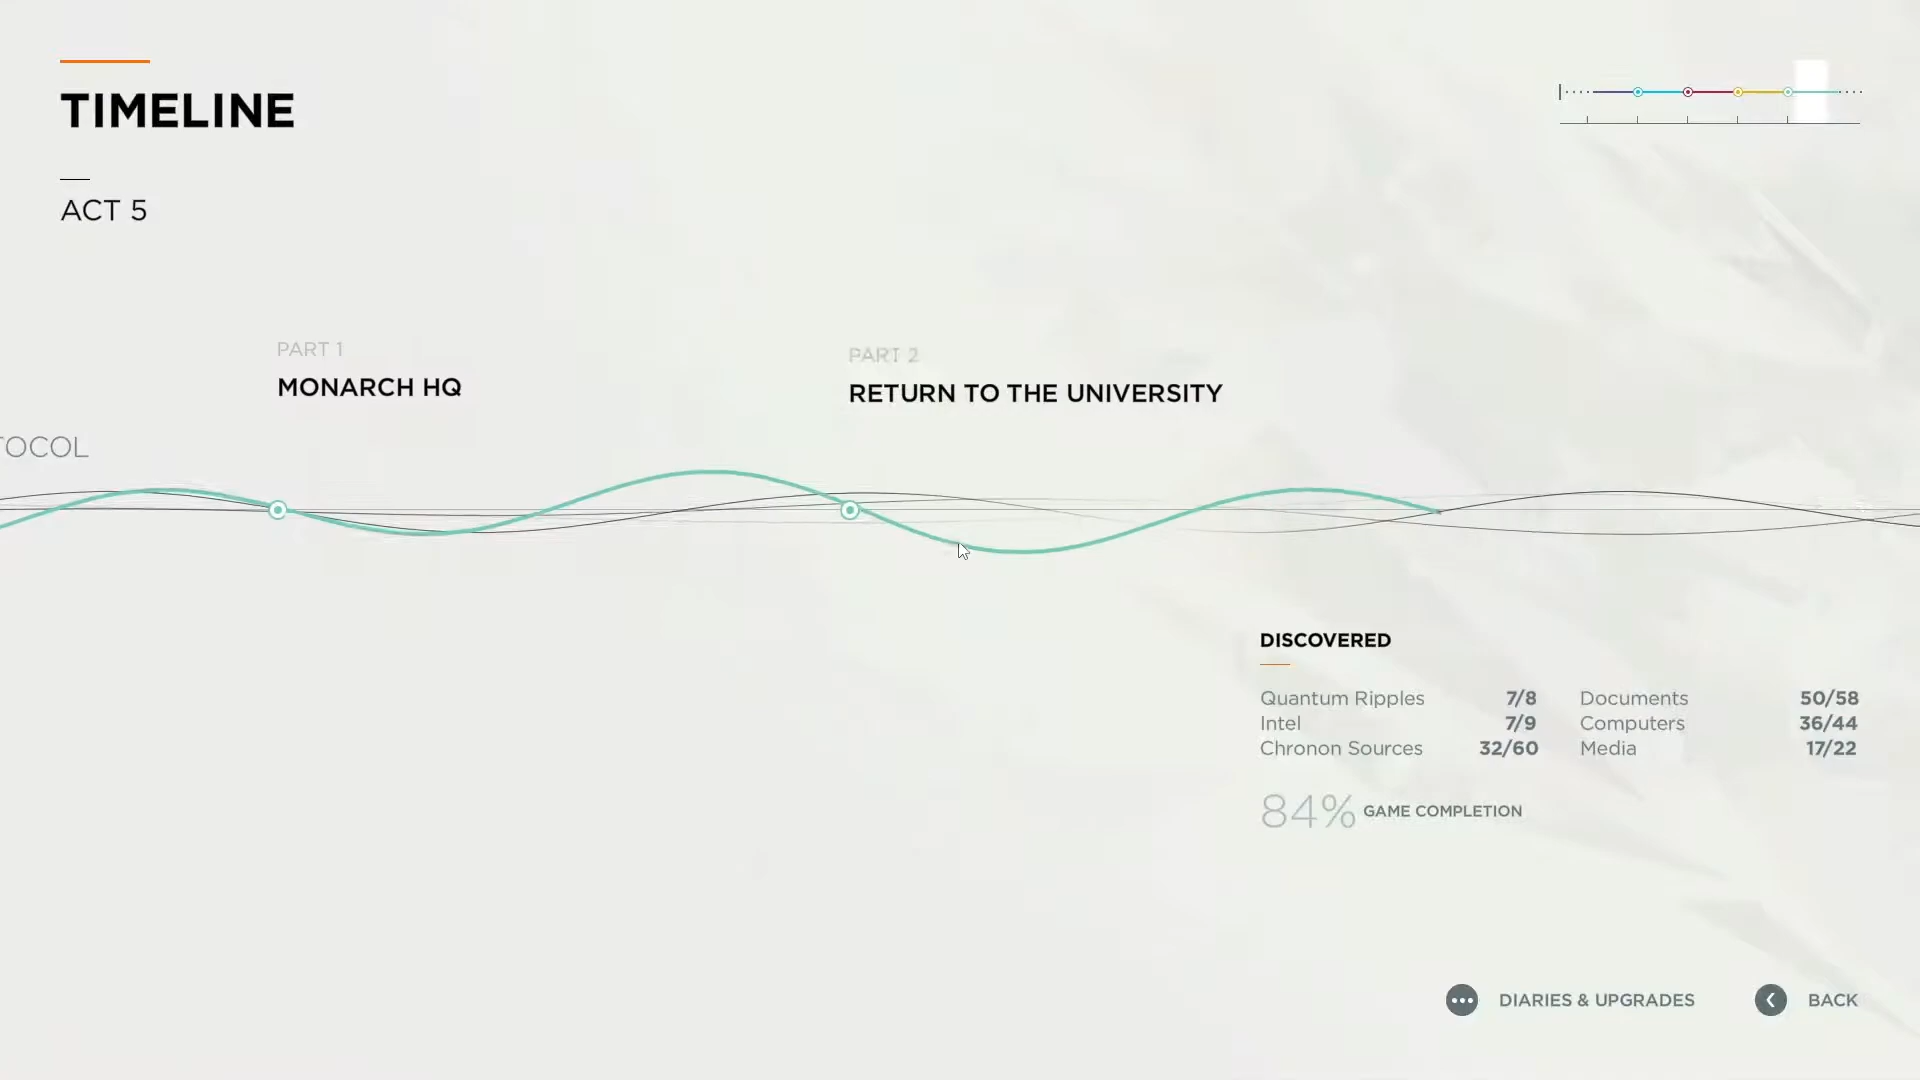 TIMELINE
ACT 5
PART 1
MONARCH HQ
PART 2
RETURN TO THE UNIVERSITY
TOCOL
DISCOVERED
Quantum Ripples 7/8 Documents 50/58
Intel 7/9 Computers 36/44
Chronon Sources 32/60 Media 17/22
84% GAME COMPLETION
DIARIES & UPGRADES BACK